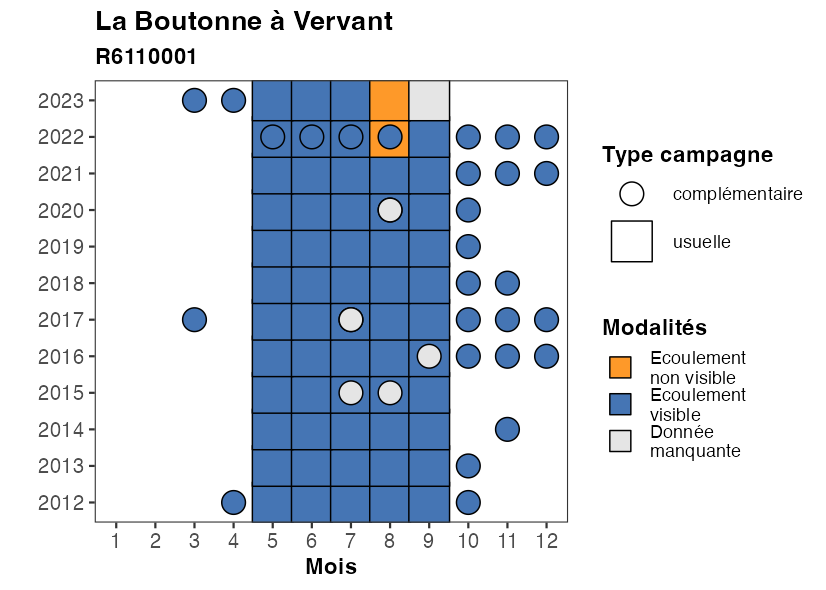 La Boutonne à Vervant
R6110001
2023
2022
2021
2020
2019
2018
2017
2016
2015
2014
2013
2012
1 2 3 4 5 6 7 8 9 10 11 12
Mois
Type campagne
complémentaire
usuelle
Modalités
Ecoulement
non visible
Ecoulement
visible
Donnée
manquante